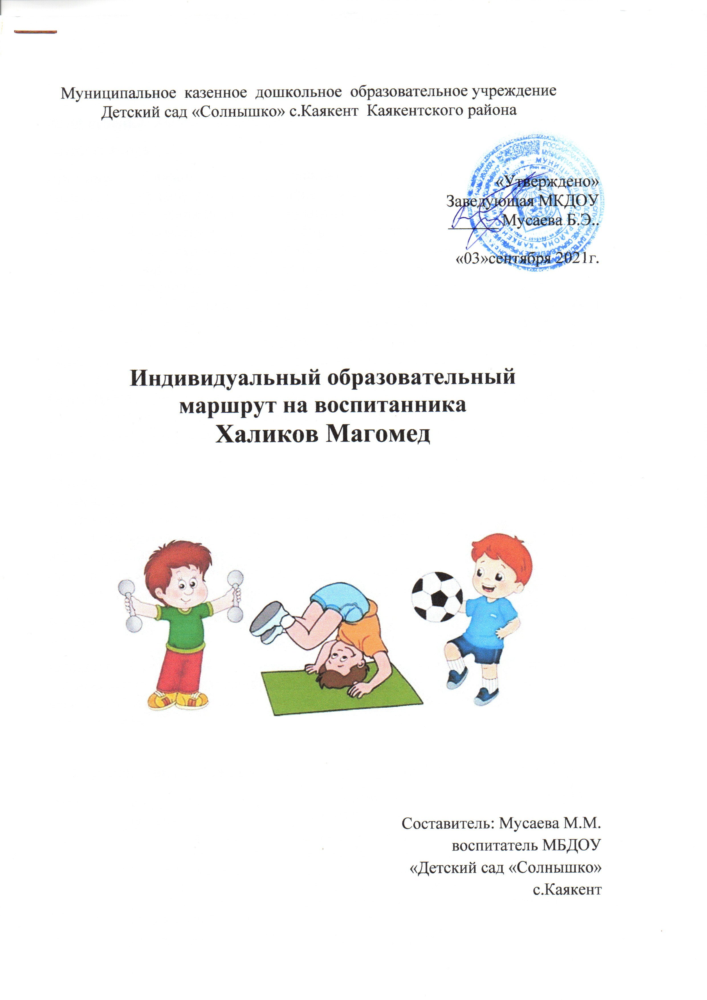 Муниципальное казенное дошкольное образовательное учреждение
Детский сад «Солнышко» с.Каякент Каякентского района
«Утверждено»
Заведующая МКДОУ
______Мусаева Б.Э..
«03»сентября 2021г.
Индивидуальный образовательный
маршрут на воспитанника
Халиков Магомед
Составитель: Мусаева М.М.
воспитатель МБДОУ
«Детский сад «Солнышко»
с.Каякент